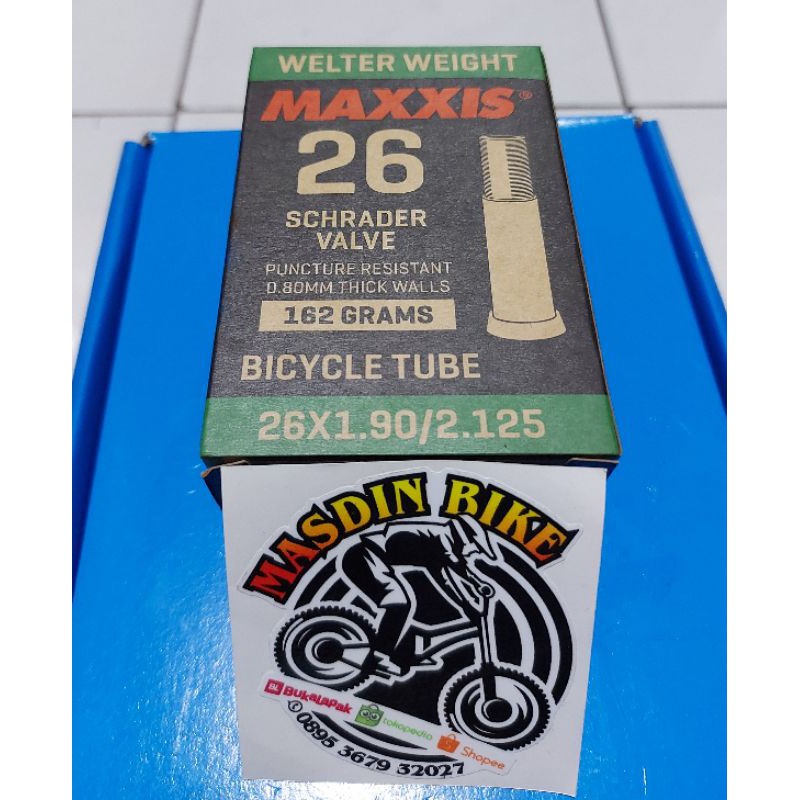 WELTER WEIGHT
MAXXIS®
26
SCHRADER
VALVE
PUNCTURE RESISTANT
0.80MM THICK WALLS
162 GRAMS
BICYCLE TUBE
26X1.90/2.125
MASDIN BIKE
BL BukaLapak
tokopedia
Shopee
0895 3679 32027